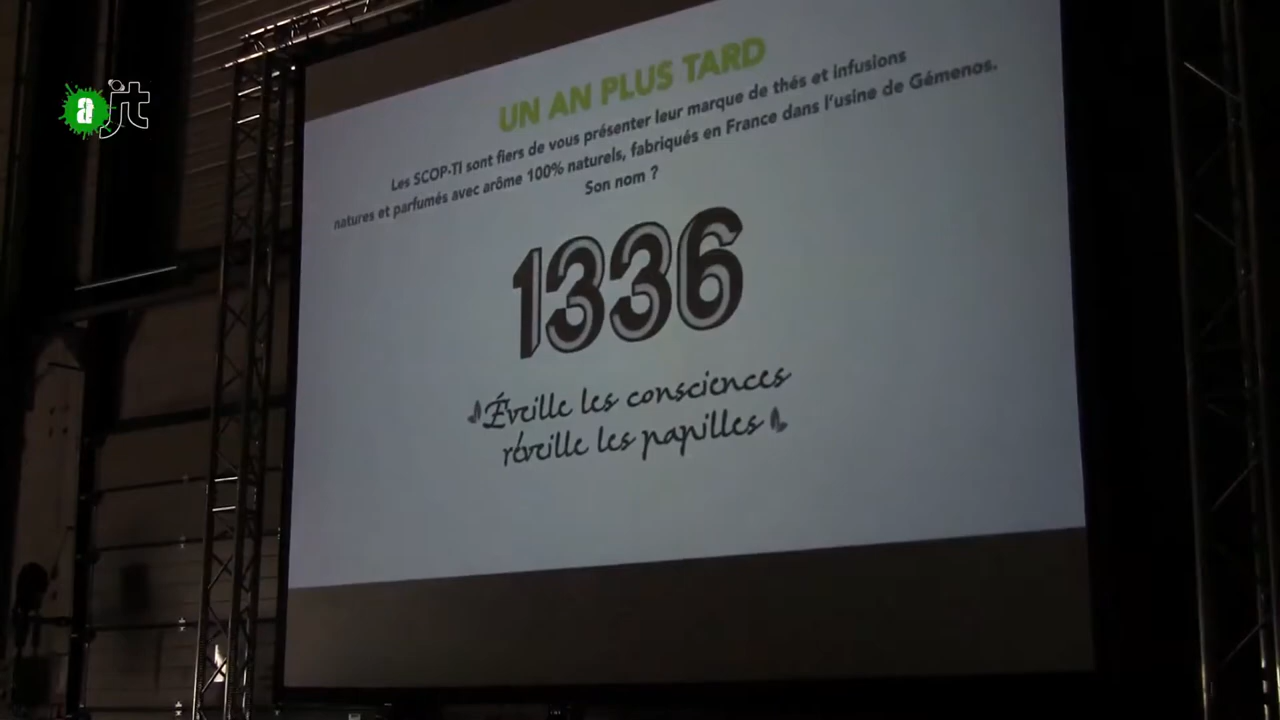 ajt
UN AN PLUS TARD
Les SCOP-TI sont fiers de vous présenter leur marque de thés et infusions
natures et parfumés avec arôme 100% naturels, fabriqués en France dans l'usine de Gémenos.
Son nom ?
1336
Éveille les consciences
réveille les papilles